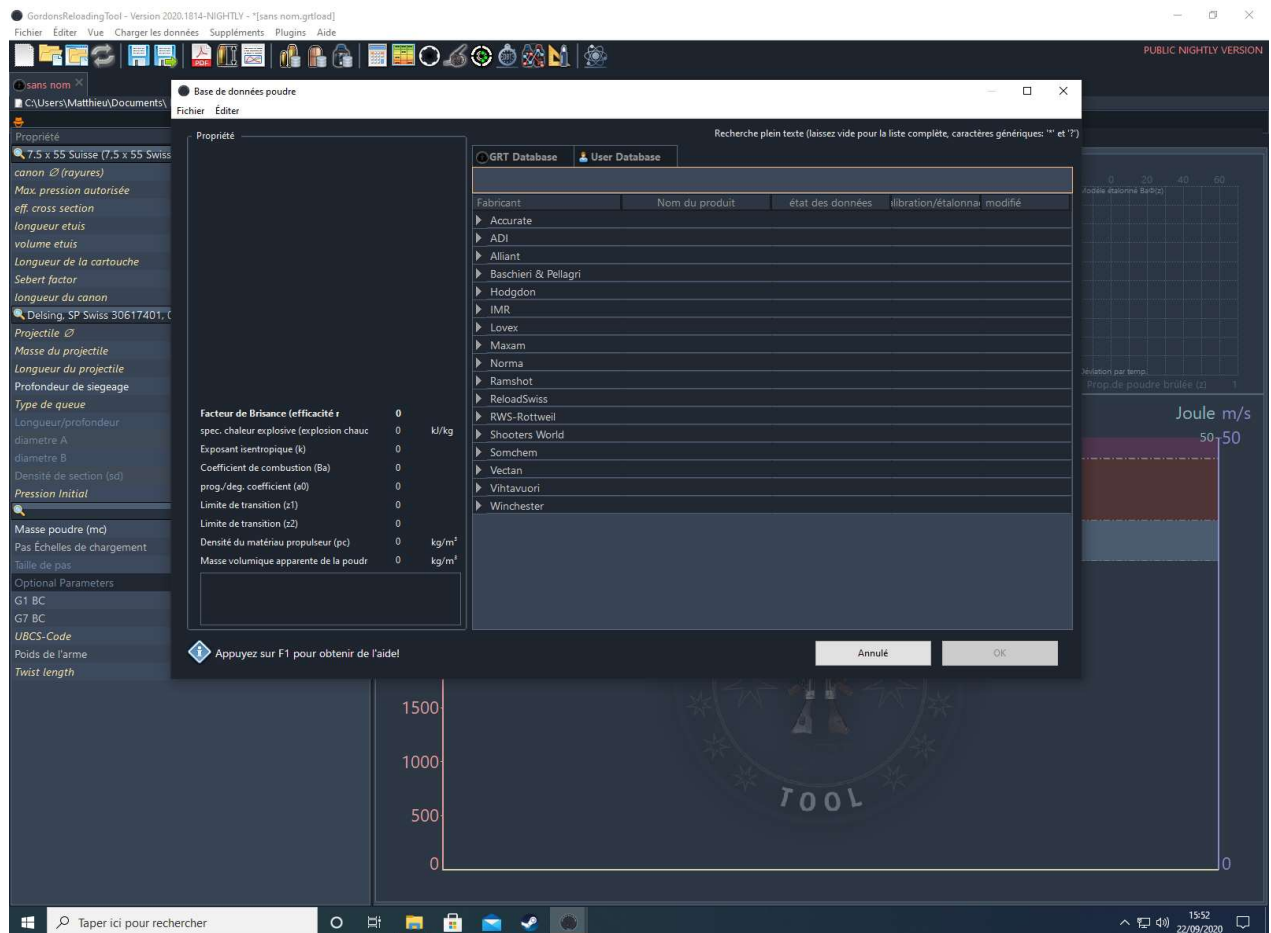 GordonsReloadingTool - Version 2020.1814-NIGHTLY - *[sans nom.grtload]
Fichier Éditer Vue Charger les données Suppléments Plugins Aide
PUBLIC NIGHTLY VERSION
PDF
sans nom
C:\Users\Matthieu\Documents\
Base de données poudre
Fichier Éditer
Propriété
7.5 x 55 Suisse (7,5 x 55 Swiss
canon Ø (rayures)
Max. pression autorisée
eff. cross section
longueur etuis
volume etuis
Longueur de la cartouche
Sebert factor
longueur du canon
Delsing, SP Swiss 30617401, 0
Projectile Ø
Masse du projectile
Longueur du projectile
Profondeur de siegeage
Type de queue
Longueur/profondeur
diametre A
diametre B
Densité de section (sd)
Pression Initial
Masse poudre (mc)
Pas Échelles de chargement
Taille de pas
Optional Parameters
G1 BC
G7 BC
UBCS-Code
Poids de l'arme
Twist length
Propriété
Facteur de Brisance (efficacité r 0
spec. chaleur explosive (explosion chauc 0 kJ/kg
Exposant isentropique (k) 0
Coefficient de combustion (Ba) 0
prog./deg. coefficient (a0) 0
Limite de transition (z1) 0
Limite de transition (z2) 0
Densité du matériau propulseur (pc) 0 kg/m³
Masse volumique apparente de la poudr 0 kg/m³
Recherche plein texte (laissez vide pour la liste complète, caractères génériques: '*' et '?')
GRT Database User Database
Fabricant Nom du produit état des données alibration/étalonna modifié
Accurate
ADI
Alliant
Baschieri & Pellagri
Hodgdon
IMR
Lovex
Maxam
Norma
Ramshot
ReloadSwiss
RWS-Rottweil
Shooters World
Somchem
Vectan
Vihtavuori
Winchester
Appuyez sur F1 pour obtenir de l'aide!
Annulé OK
0 20 40 60
Modèle étalonné Ba(z)
Déviation par temp.
Prop.de poudre brûlée (z) 1
Joule m/s
50 50
1500
1000
500
0
0
TOOL
Taper ici pour rechercher
15:52
22/09/2020